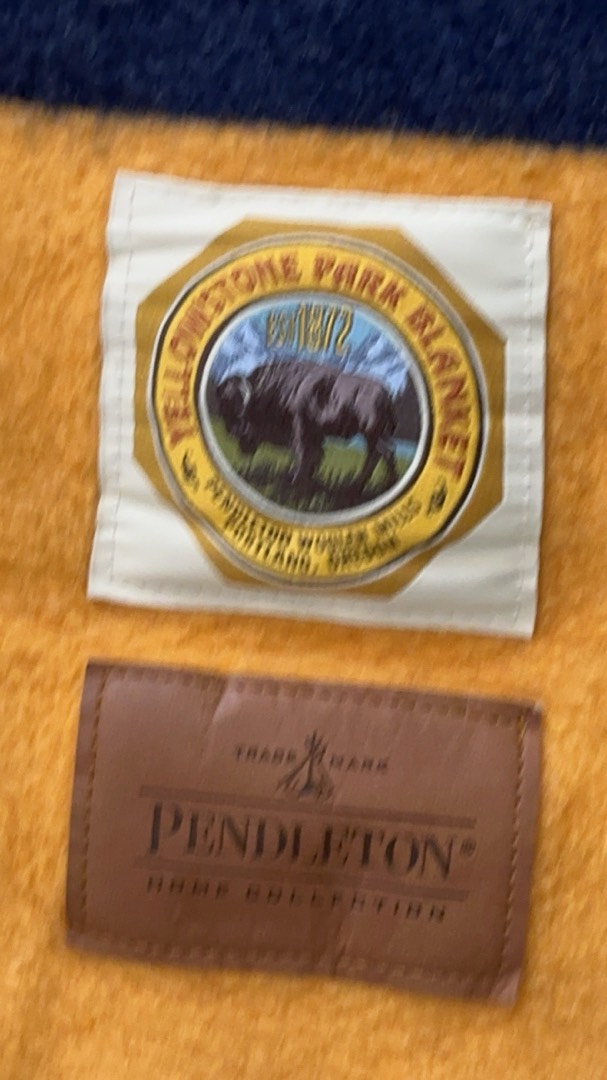 YELLOWSTONE PARK BLANKET
EST 1872
PENDLETON WOOLEN MILLS
PORTLAND, OREGON
TRADE MARK
PENDLETON®
HOME COLLECTION